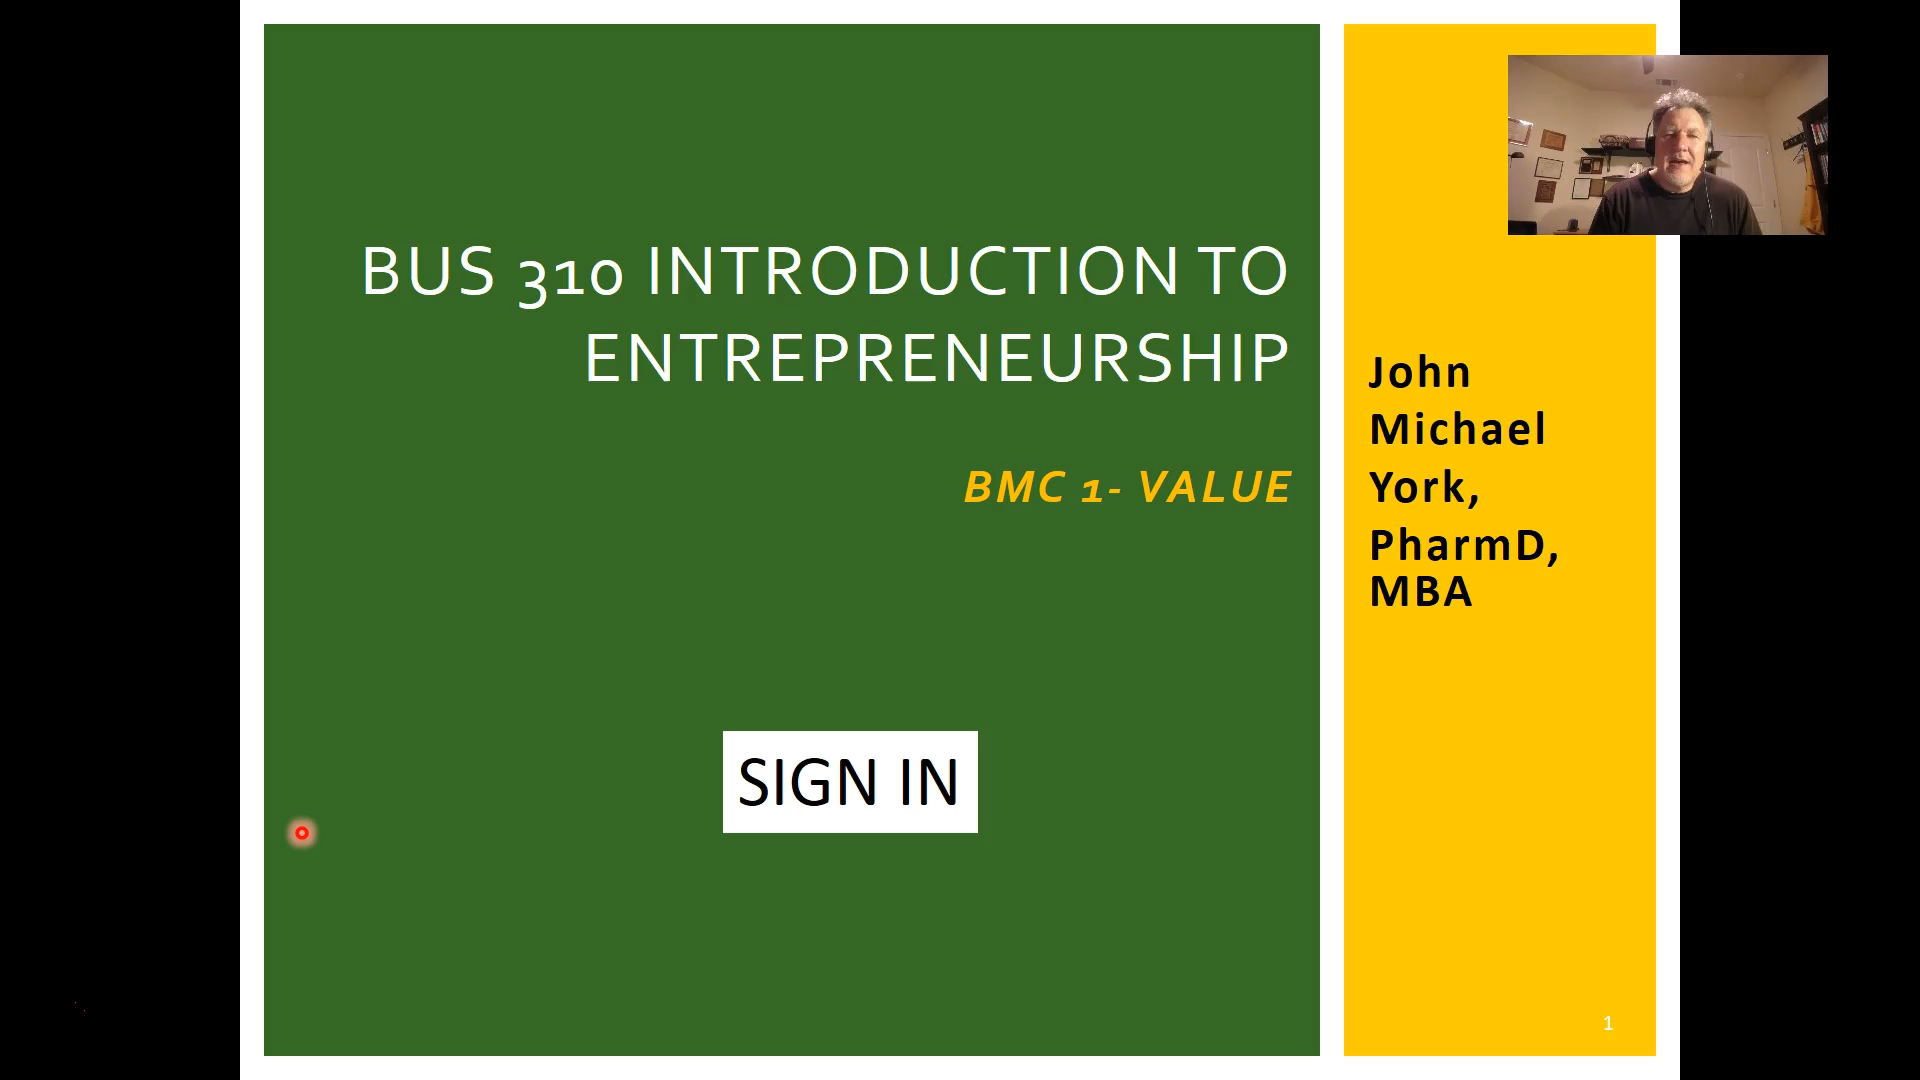 BUS 310 INTRODUCTION TO
ENTREPRENEURSHIP
BMC 1- VALUE
SIGN IN
John
Michael
York,
PharmD,
MBA
1